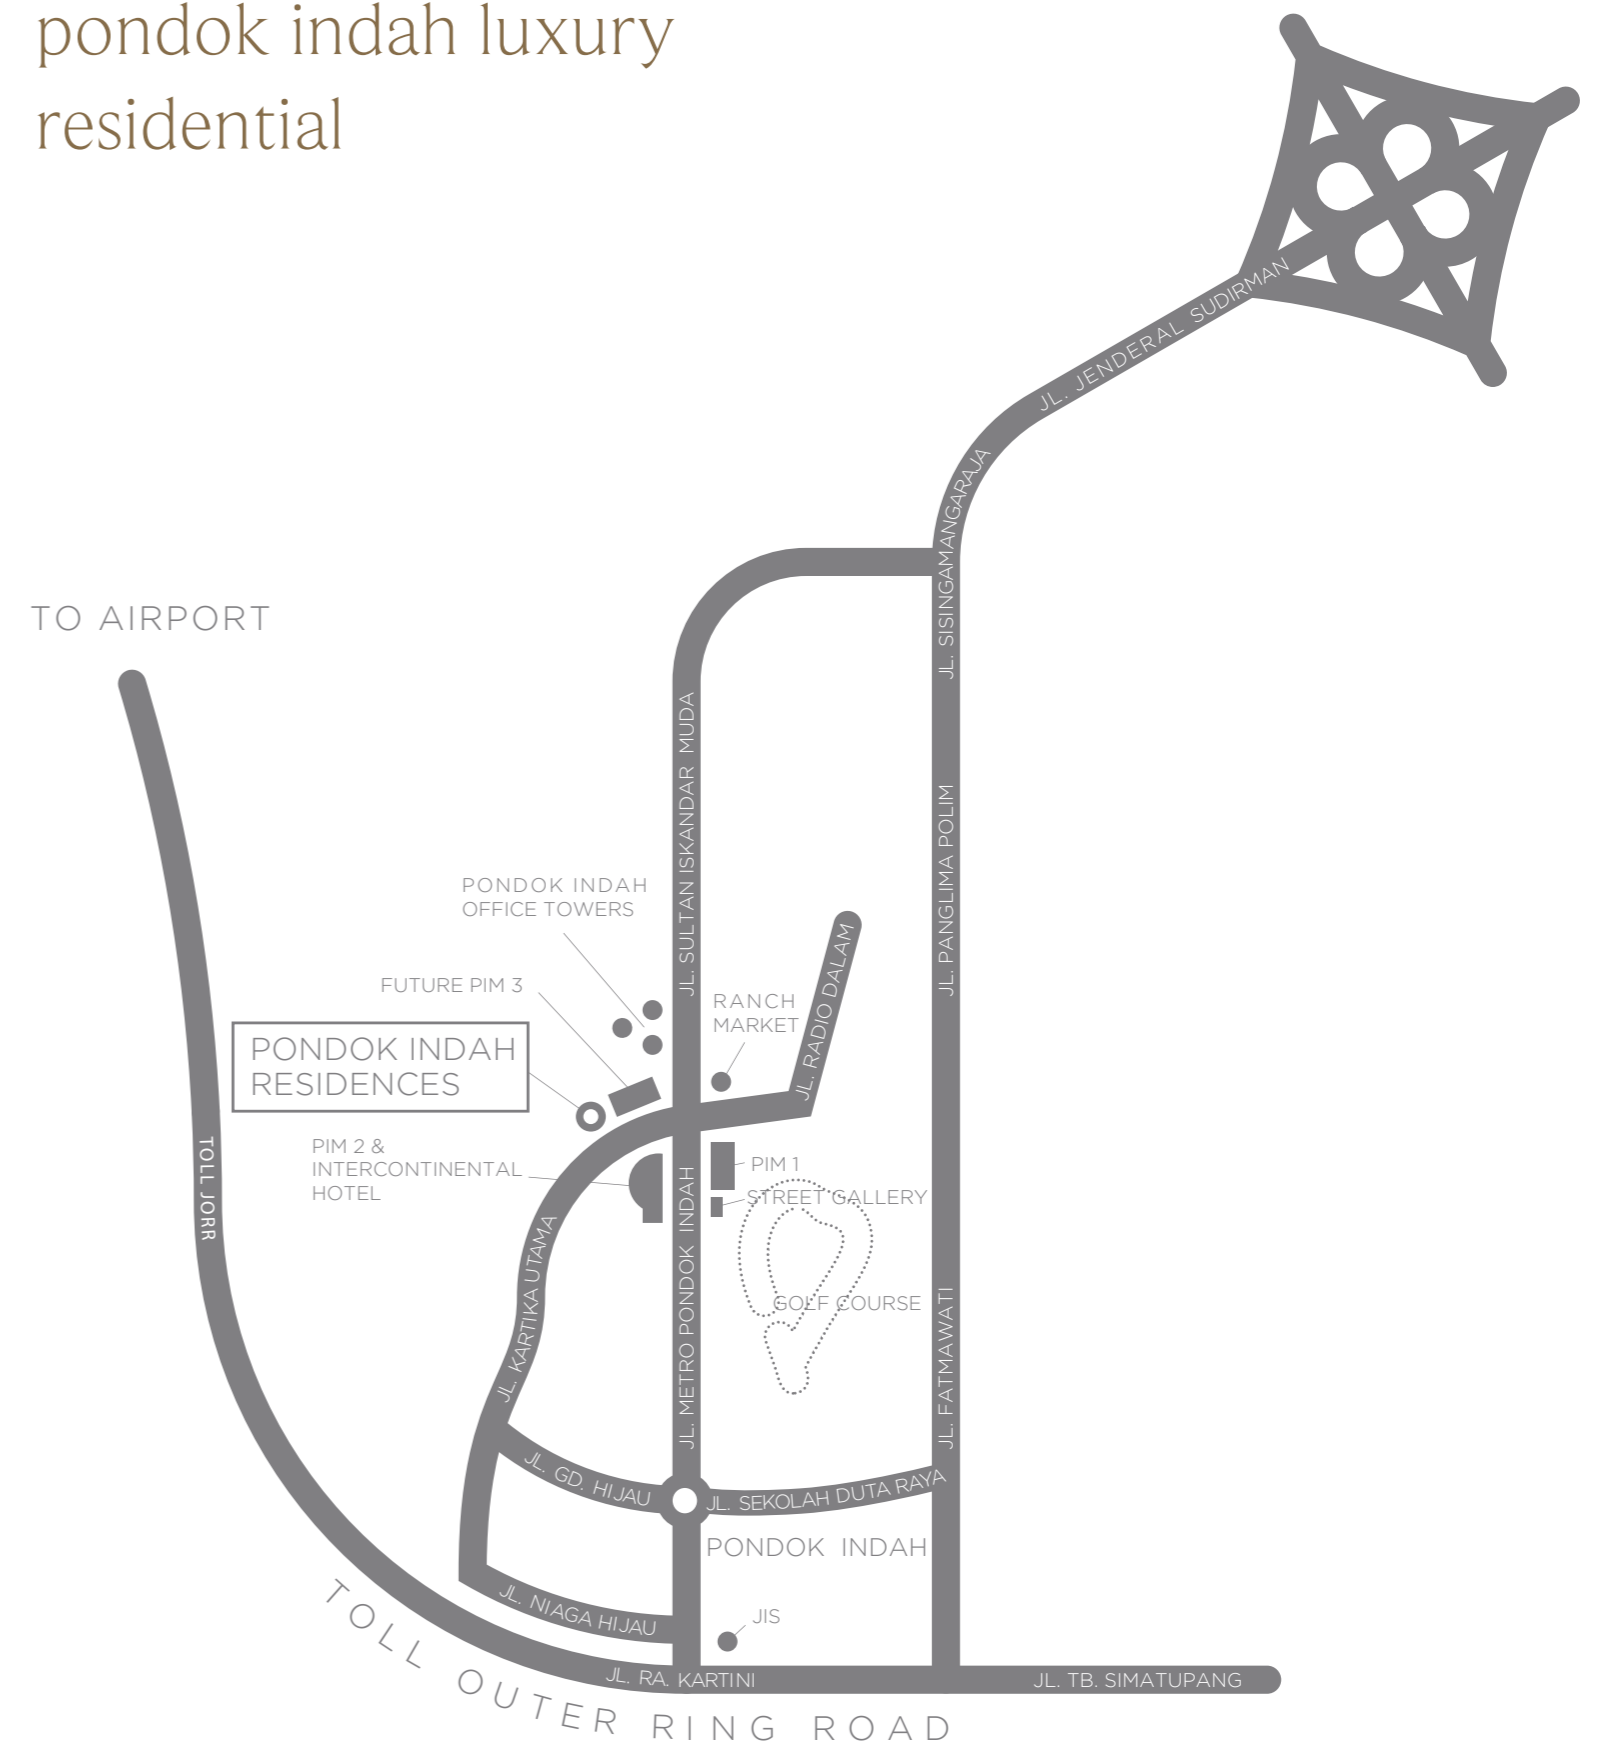 pondok indah luxury
residential
JL. JENDERAL SUDIRMAN
JL. SISINGAMANGARAJA
TO AIRPORT
JL. SULTAN ISKANDAR MUDA
JL. PANGLIMA POLIM
PONDOK INDAH
OFFICE TOWERS
JL. RADIO DALAM
FUTURE PIM 3
RANCH
MARKET
PONDOK INDAH
RESIDENCES
TOLL JORR
PIM 2 &
INTERCONTINENTAL
HOTEL
PIM 1
STREET GALLERY
JL. KARTIKA UTAMA
JL. METRO PONDOK INDAH
GOLF COURSE
JL. FATMAWATI
JL. GD. HIJAU
JL. SEKOLAH DUTA RAYA
PONDOK INDAH
JL. NIAGA HIJAU
JIS
JL. RA. KARTINI
JL. TB. SIMATUPANG
TOLL OUTER RING ROAD